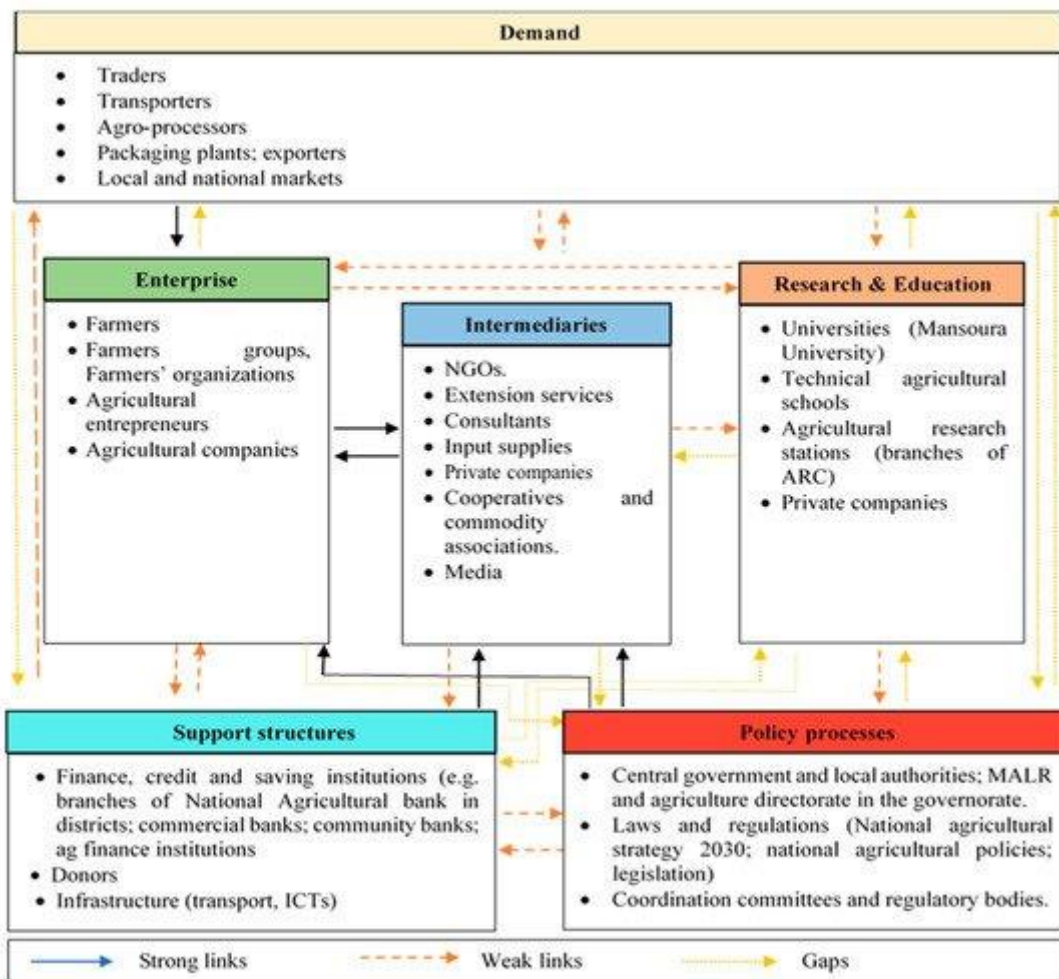 Demand
• Traders
• Transporters
• Agro-processors
• Packaging plants; exporters
• Local and national markets
Enterprise
• Farmers
• Farmers groups,
Farmers’ organizations
• Agricultural
entrepreneurs
• Agricultural companies
Intermediaries
• NGOs.
• Extension services
• Consultants
• Input supplies
• Private companies
• Cooperatives and
commodity
associations.
• Media
Research & Education
• Universities (Mansoura
University)
• Technical agricultural
schools
• Agricultural research
stations (branches of
ARC)
• Private companies
Support structures
• Finance, credit and saving institutions (e.g.
branches of National Agricultural bank in
districts; commercial banks; community banks;
ag finance institutions
• Donors
• Infrastructure (transport, ICTs)
Policy processes
• Central government and local authorities; MALR
and agriculture directorate in the governorate.
• Laws and regulations (National agricultural
strategy 2030; national agricultural policies;
legislation)
• Coordination committees and regulatory bodies.
Strong links Weak links Gaps